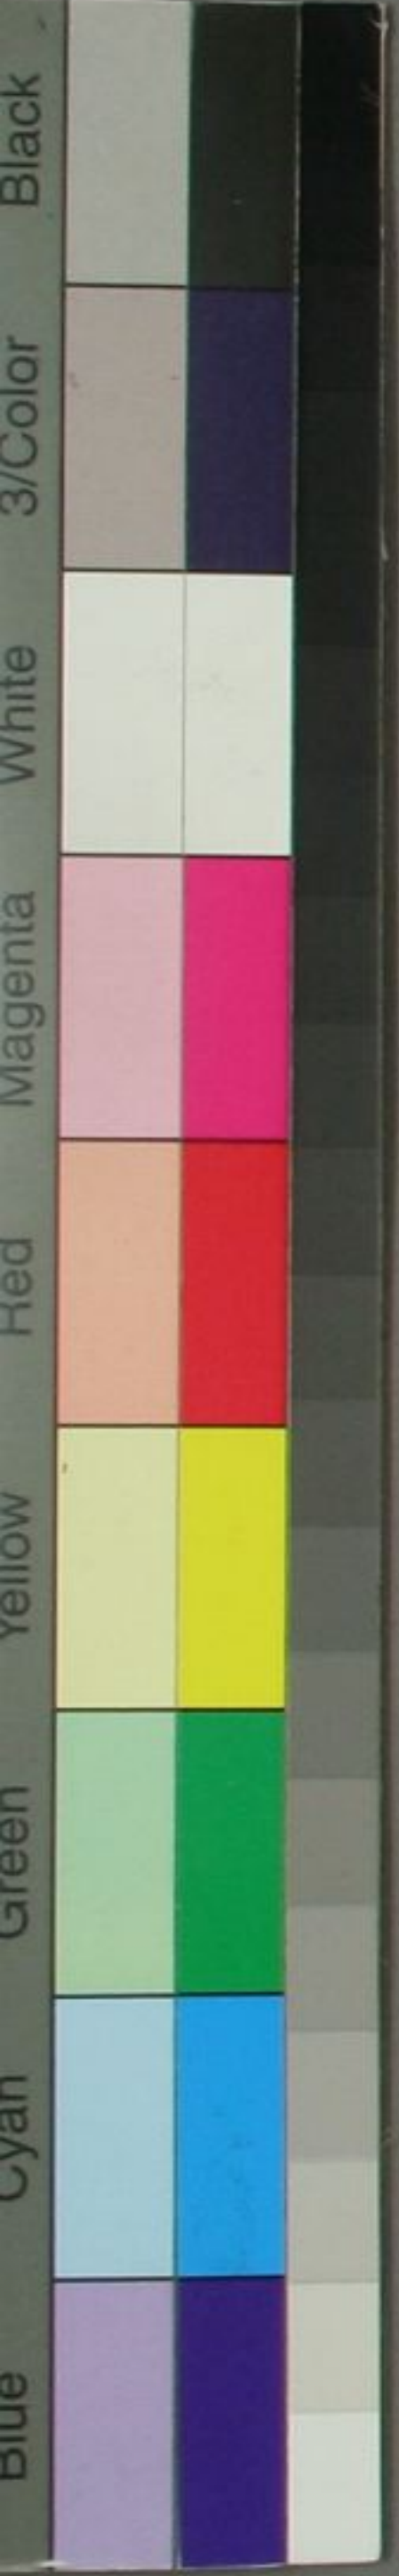 Blue
Cyan
Green
Yellow
Red
Magenta
White
3/Color
Black